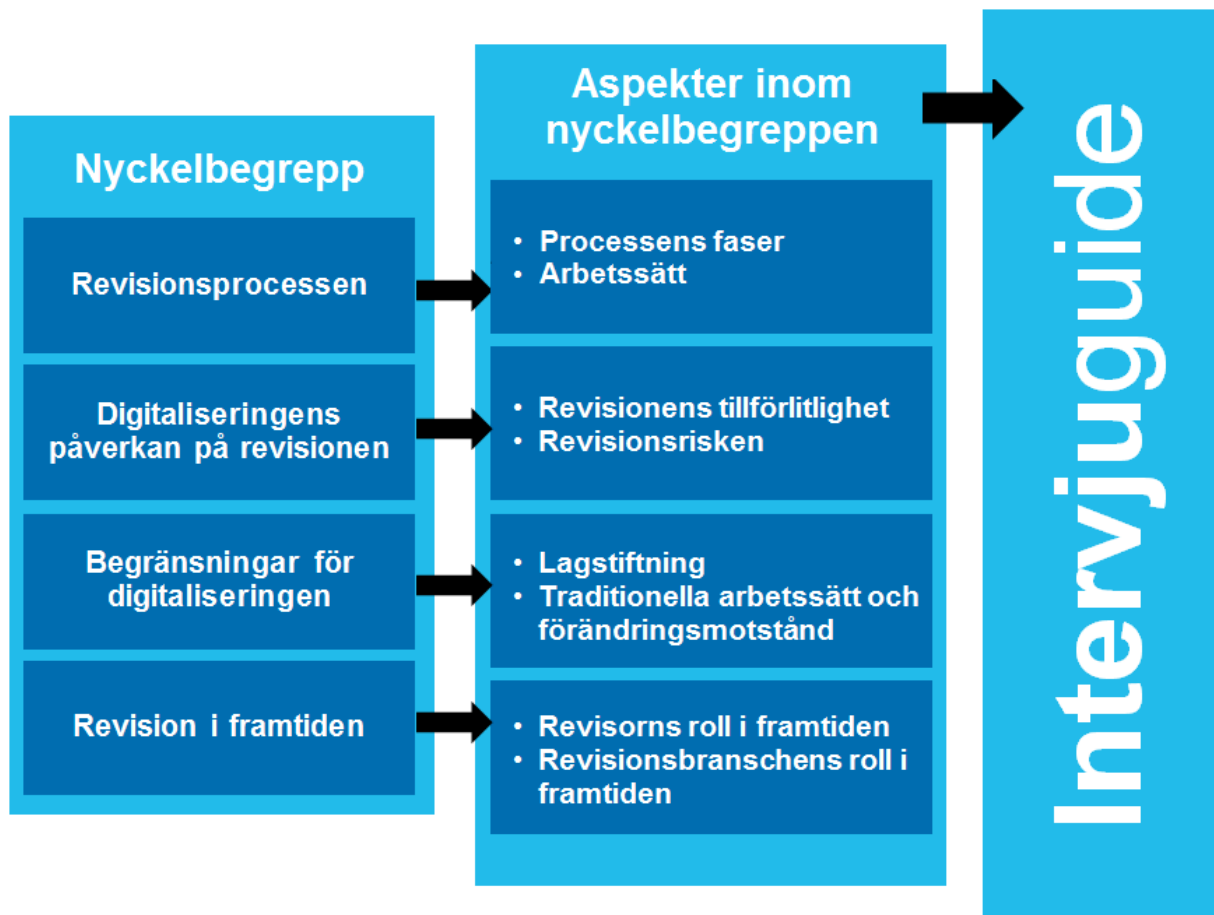 Nyckelbegrepp
Revisionsprocessen
Digitaliseringens
påverkan på revisionen
Begränsningar för
digitaliseringen
Revision i framtiden
Aspekter inom
nyckelbegreppen
• Processens faser
• Arbetssätt
• Revisionens tillförlitlighet
• Revisionsrisken
• Lagstiftning
• Traditionella arbetssätt och
förändringsmotstånd
• Revisorns roll i framtiden
• Revisionsbranschens roll i
framtiden
Intervjuguide